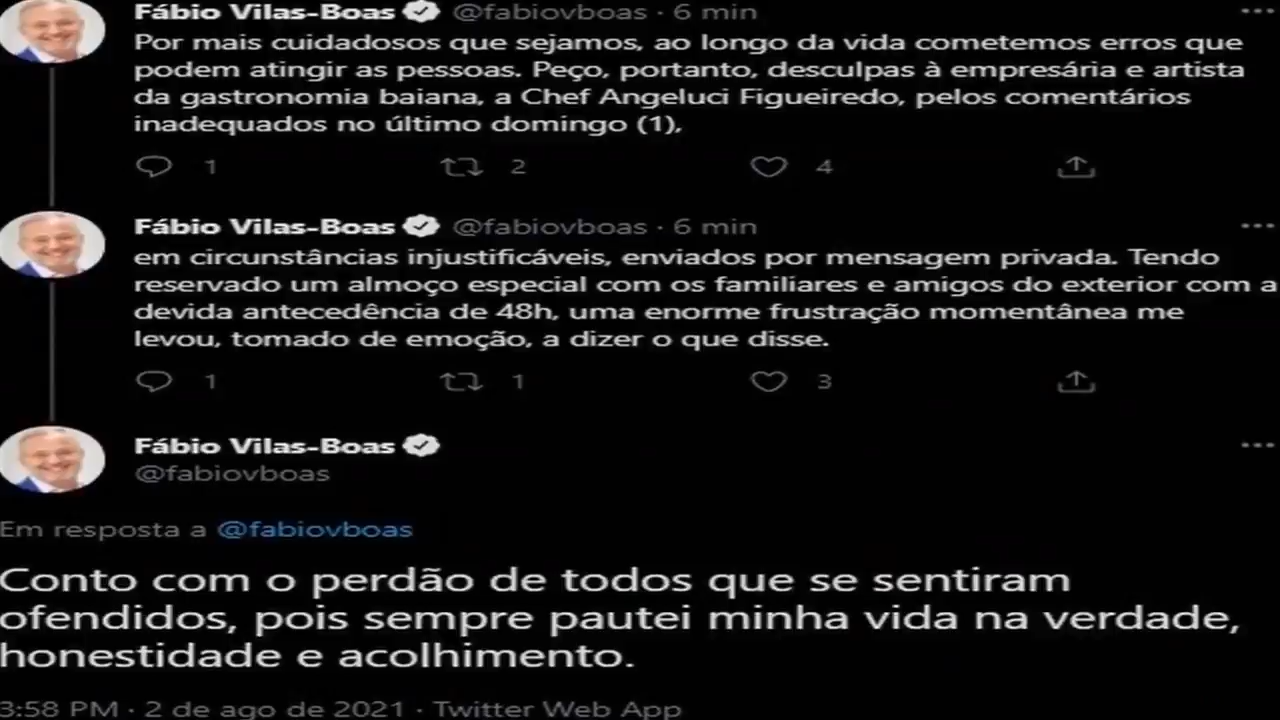 Fábio Vilas-Boas @fabiovboas · 6 min
Por mais cuidadosos que sejamos, ao longo da vida cometemos erros que
podem atingir as pessoas. Peço, portanto, desculpas à empresária e artista
da gastronomia baiana, a Chef Angeluci Figueiredo, pelos comentários
inadequados no último domingo (1),
1 2 4
Fábio Vilas-Boas @fabiovboas · 6 min
em circunstâncias injustificáveis, enviados por mensagem privada. Tendo
reservado um almoço especial com os familiares e amigos do exterior com a
devida antecedência de 48h, uma enorme frustração momentânea me
levou, tomado de emoção, a dizer o que disse.
1 1 3
Fábio Vilas-Boas
@fabiovboas
Em resposta a @fabiovboas
Conto com o perdão de todos que se sentiram
ofendidos, pois sempre pautei minha vida na verdade,
honestidade e acolhimento.
3:58 PM · 2 de ago de 2021 · Twitter Web App